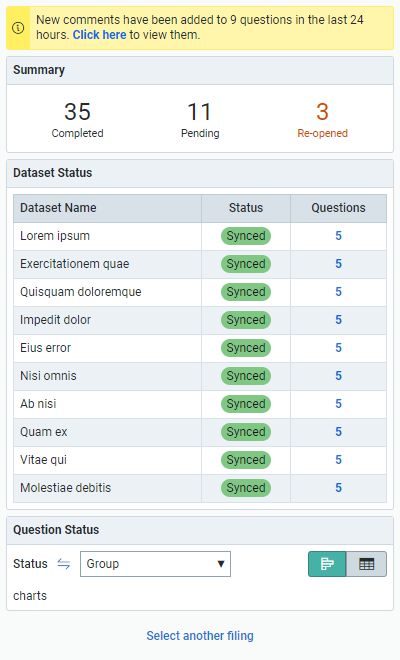 New comments have been added to 9 questions in the last 24
hours. Click here to view them.
Summary
35 11 3
Completed Pending Re-opened
Dataset Status
Dataset Name Status Questions
Lorem ipsum Synced 5
Exercitationem quae Synced 5
Quisquam doloremque Synced 5
Impedit dolor Synced 5
Eius error Synced 5
Nisi omnis Synced 5
Ab nisi Synced 5
Quam ex Synced 5
Vitae qui Synced 5
Molestiae debitis Synced 5
Question Status
Status Group
charts
Select another filing